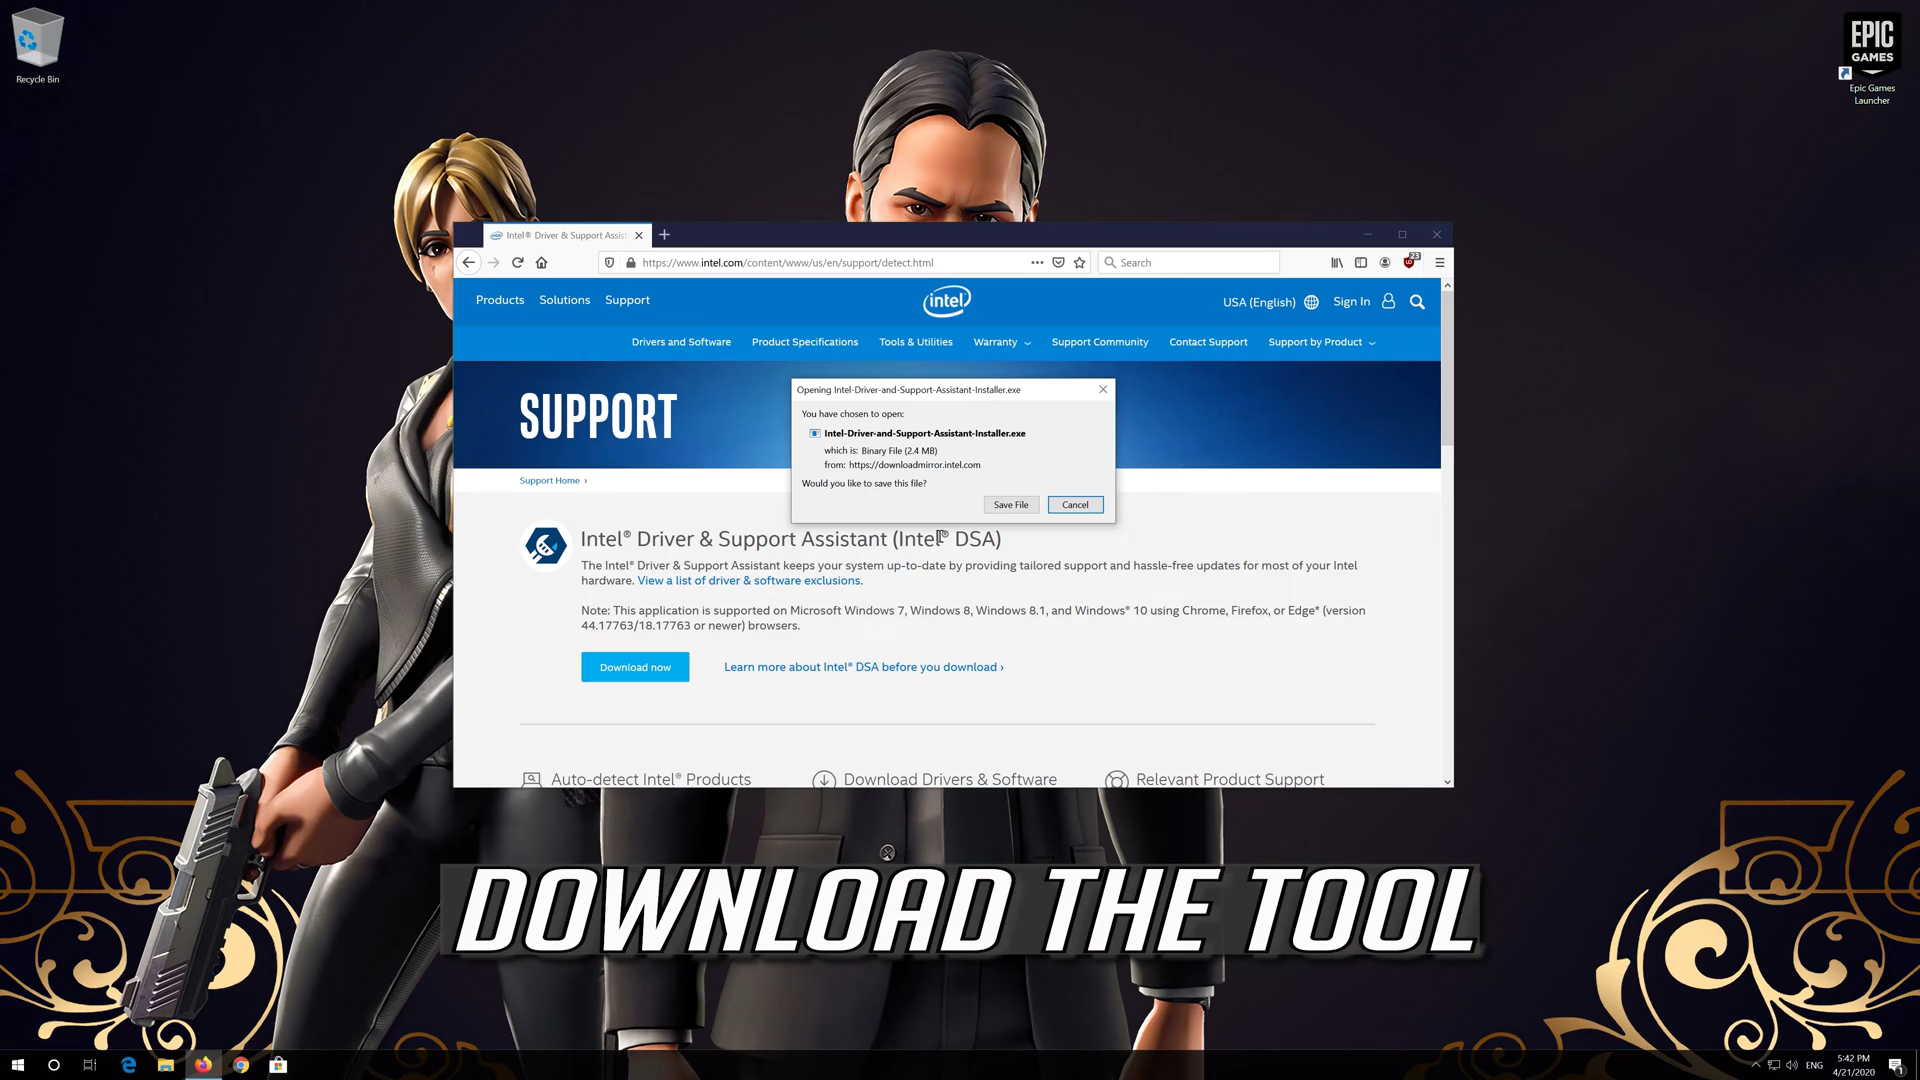 Recycle Bin
EPIC
GAMES
Epic Games
Launcher
Intel® Driver & Support Assist
https://www.intel.com/content/www/us/en/support/detect.html
Search
23
Products
Solutions
Support
intel
USA (English)
Sign In
Drivers and Software
Product Specifications
Tools & Utilities
Warranty
Support Community
Contact Support
Support by Product
SUPPORT
Opening Intel-Driver-and-Support-Assistant-Installer.exe
You have chosen to open:
Intel-Driver-and-Support-Assistant-Installer.exe
which is: Binary File (2.4 MB)
from: https://downloadmirror.intel.com
Would you like to save this file?
Save File
Cancel
Support Home ›
Intel® Driver & Support Assistant (Intel® DSA)
The Intel® Driver & Support Assistant keeps your system up-to-date by providing tailored support and hassle-free updates for most of your Intel
hardware. View a list of driver & software exclusions.
Note: This application is supported on Microsoft Windows 7, Windows 8, Windows 8.1, and Windows® 10 using Chrome, Firefox, or Edge* (version
44.17763/18.17763 or newer) browsers.
Download now
Learn more about Intel® DSA before you download ›
Auto-detect Intel® Products
Download Drivers & Software
Relevant Product Support
DOWNLOAD THE TOOL
ENG
5:42 PM
4/21/2020
1